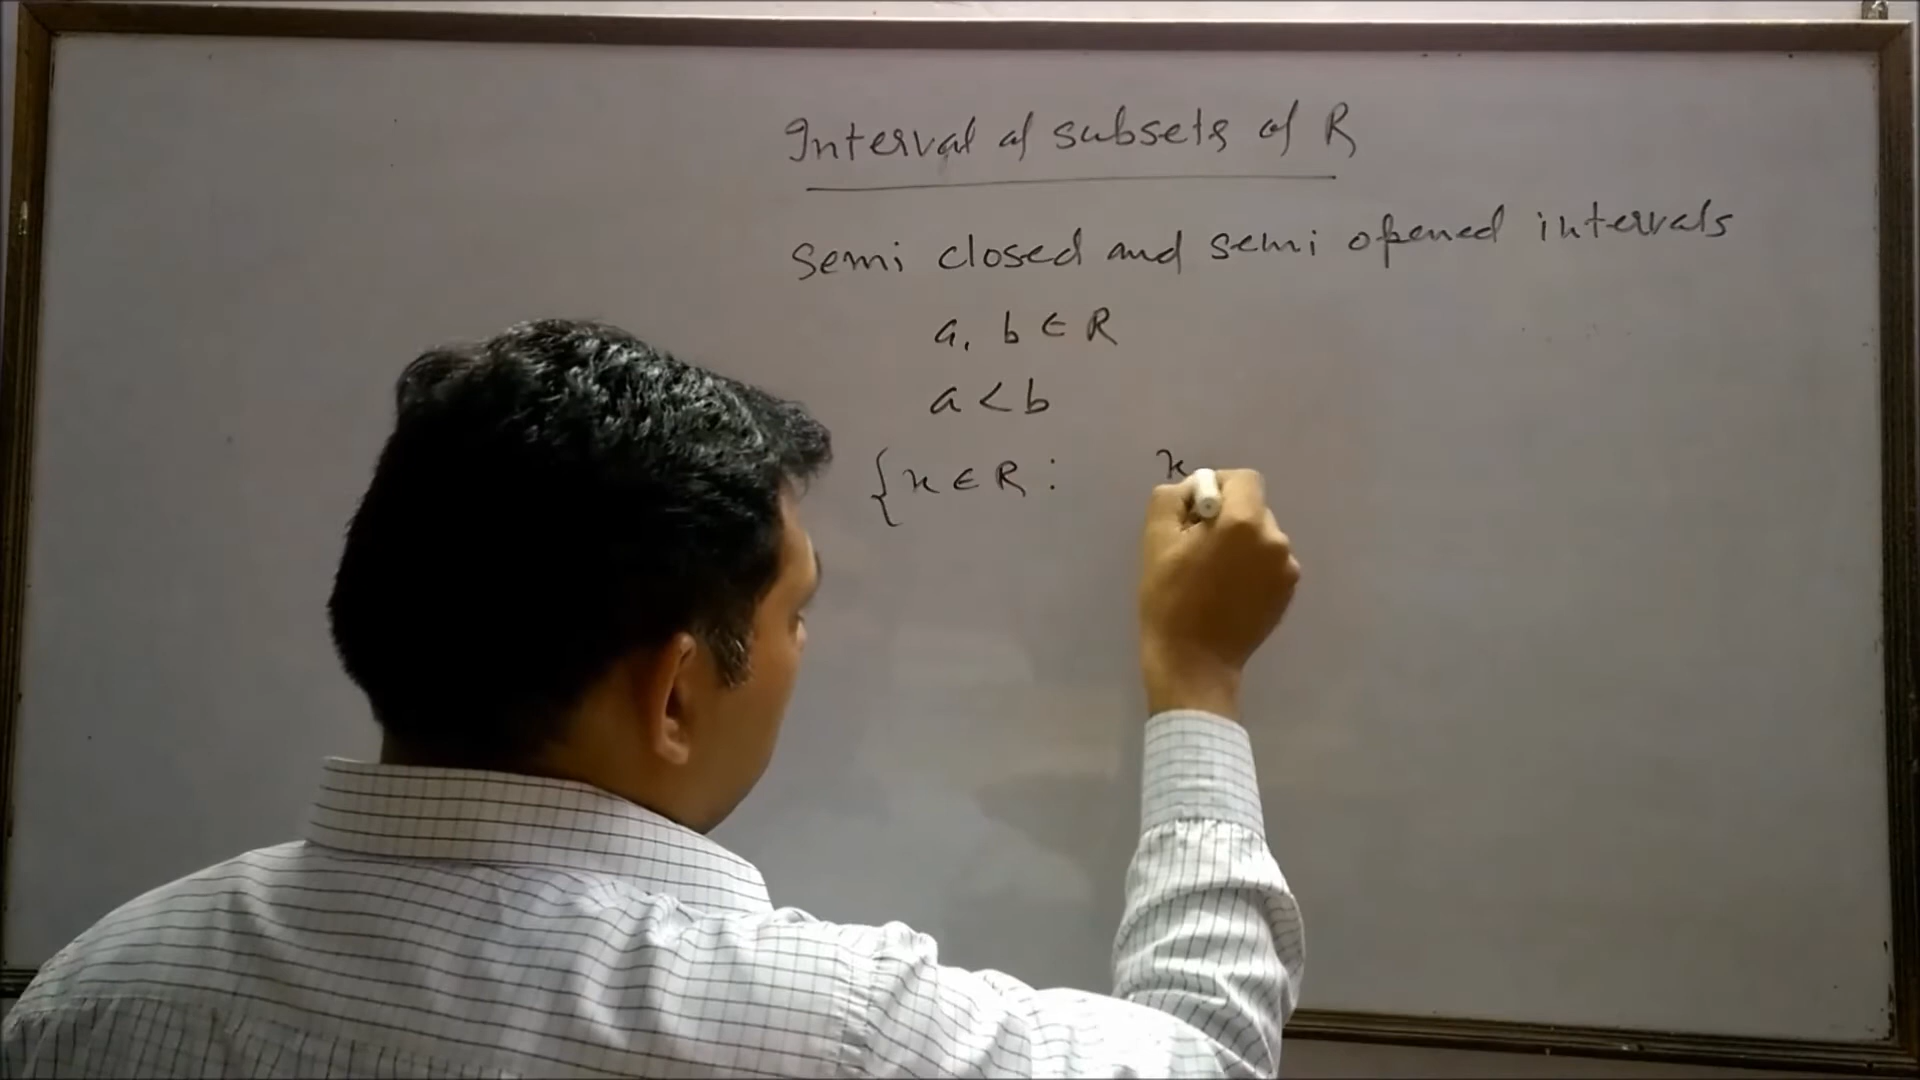 Interval of subsets of R
semi closed and semi opened intervals
a, b ∈ R
a < b
{x ∈ R : x